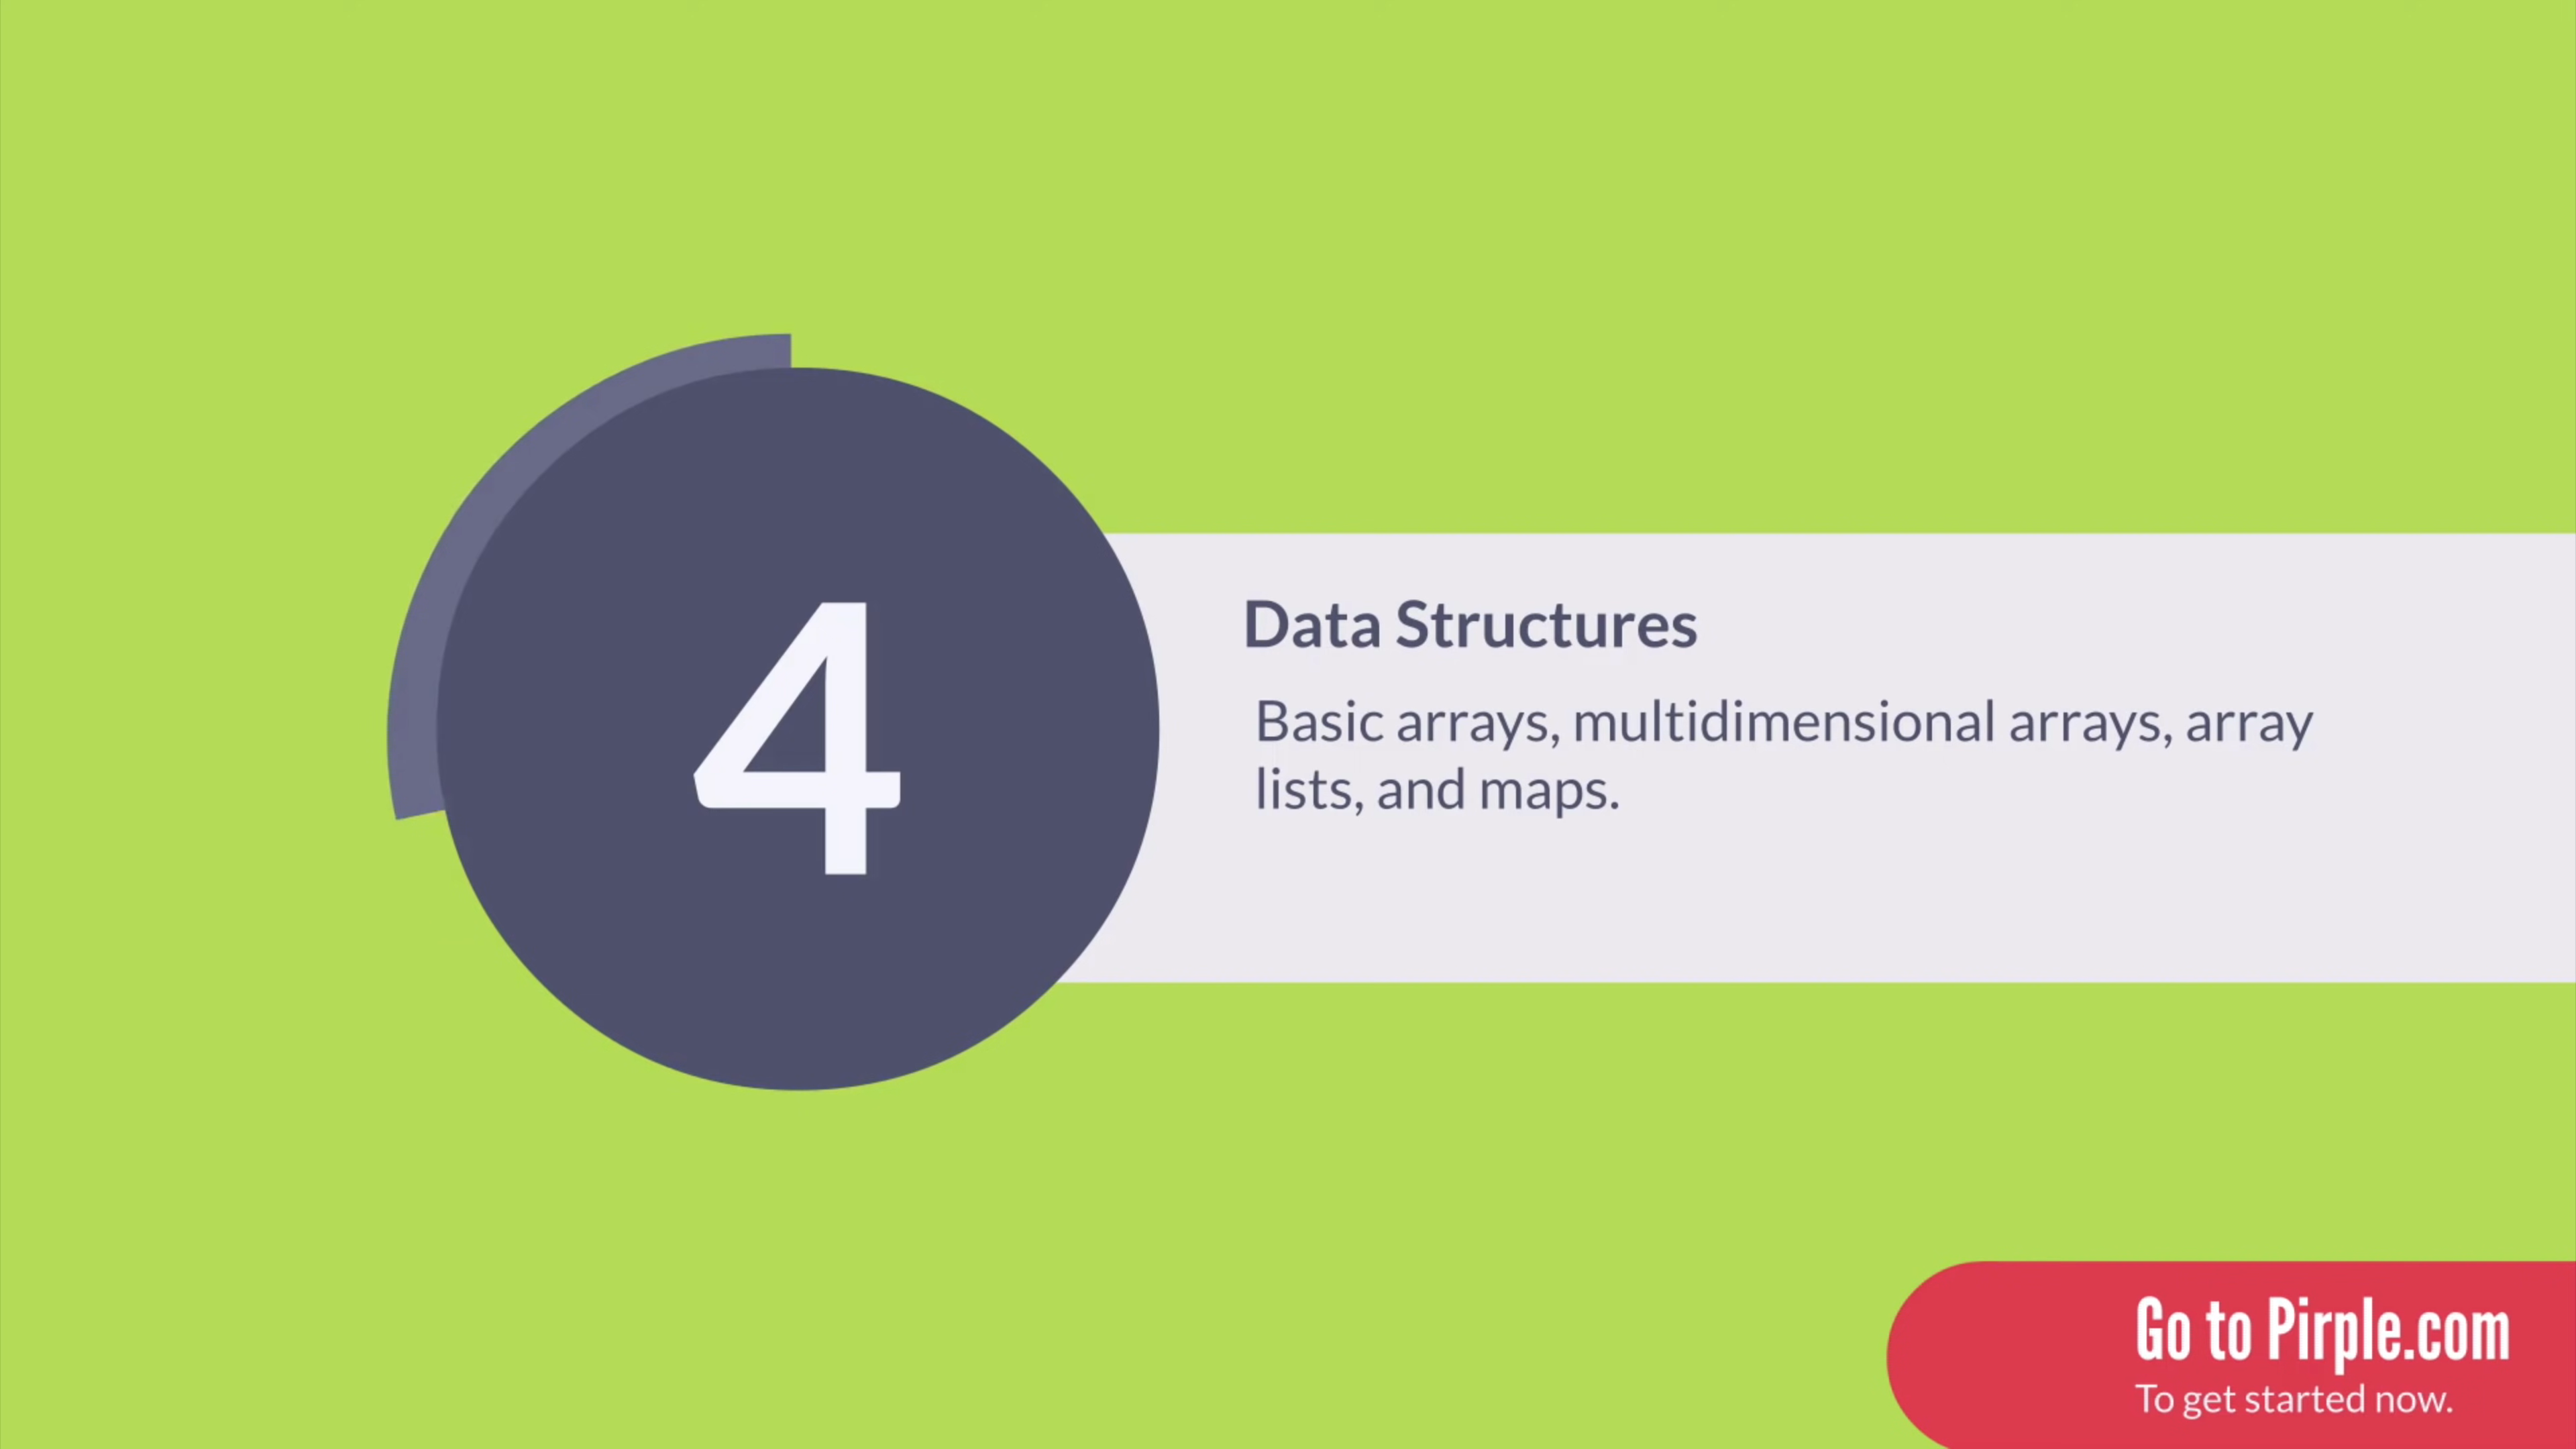 4
Data Structures
Basic arrays, multidimensional arrays, array
lists, and maps.
Go to Pirple.com
To get started now.